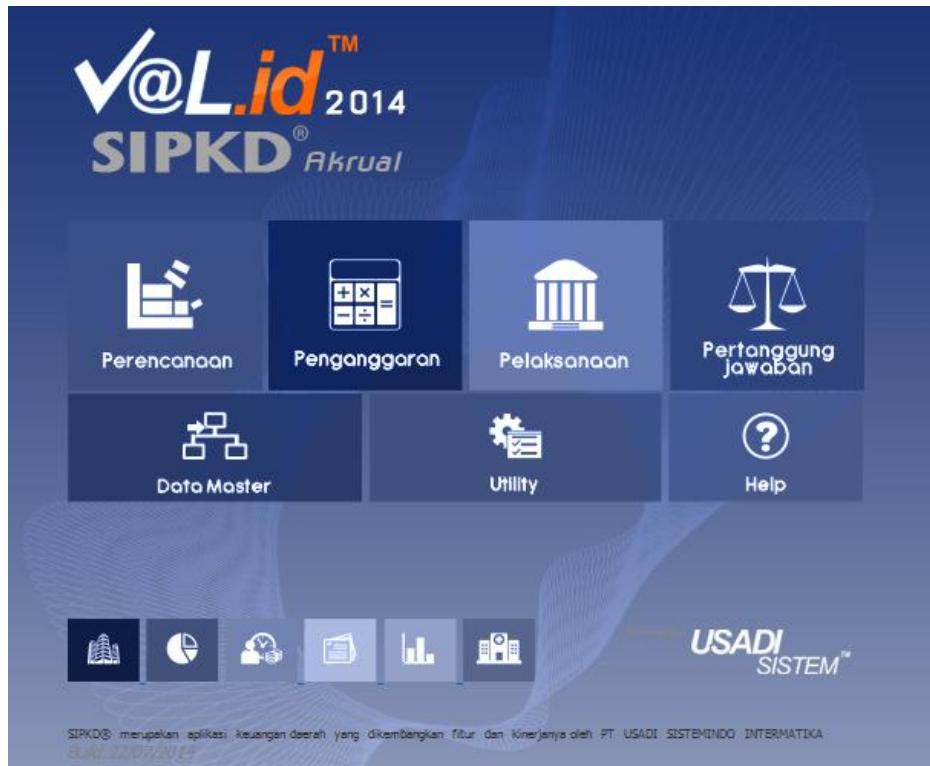 V@L.id™ 2014
SIPKD® Akrual
Perencanaan
Penganggaran
Pelaksanaan
Pertanggung
jawaban
Data Master
Utility
Help
USADI
SISTEM™
SIPKD® merupakan aplikasi keuangan daerah yang dikembangkan fitur dan kinerjanya oleh PT USADI SISTEMINDO INTERMATIKA
Build.22/07/2014